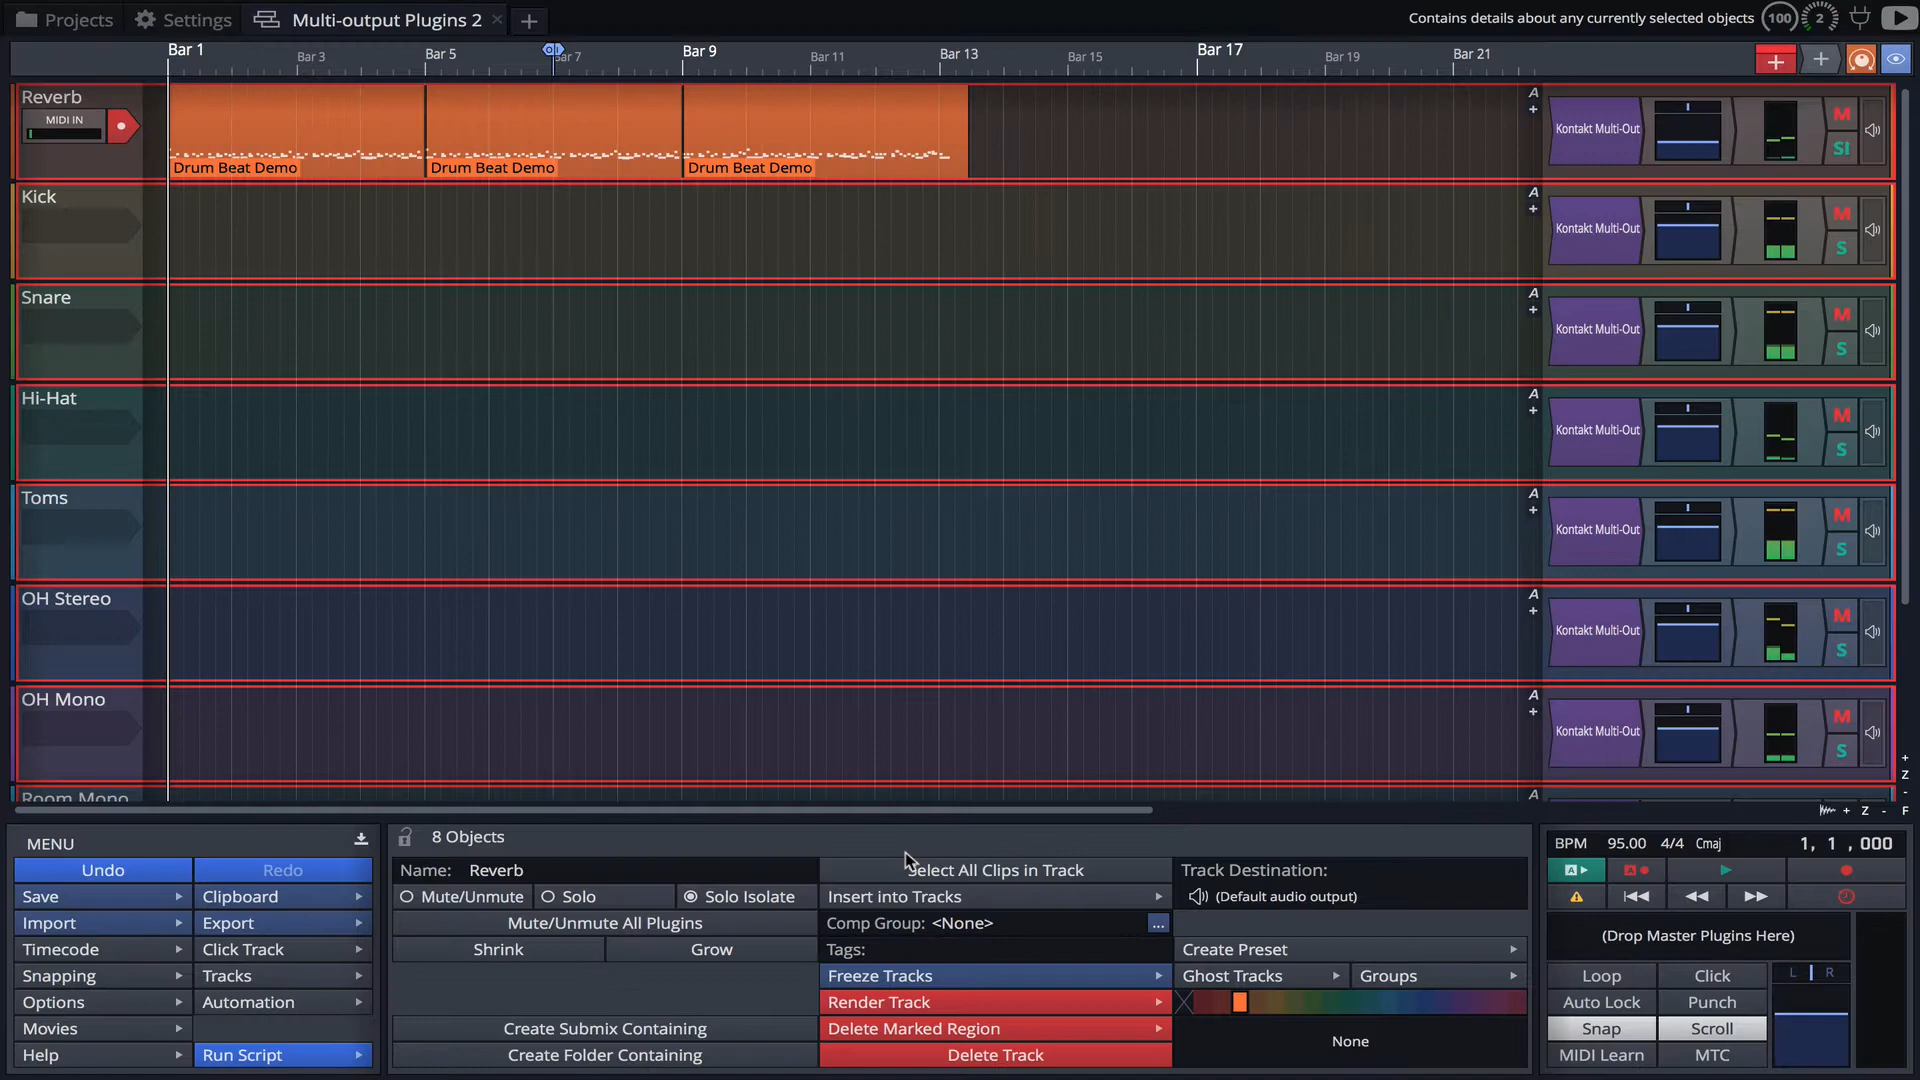 Projects
Settings
Multi-output Plugins 2
Contains details about any currently selected objects
100
2
Bar 1
Bar 3
Bar 5
Bar 7
Bar 9
Bar 11
Bar 13
Bar 15
Bar 17
Bar 19
Bar 21
Reverb
MIDI IN
Drum Beat Demo
Drum Beat Demo
Drum Beat Demo
A
Kontakt Multi-Out
M
SI
Kick
A
Kontakt Multi-Out
M
S
Snare
A
Kontakt Multi-Out
M
S
Hi-Hat
A
Kontakt Multi-Out
M
S
Toms
A
Kontakt Multi-Out
M
S
OH Stereo
A
Kontakt Multi-Out
M
S
OH Mono
A
Kontakt Multi-Out
M
S
+
Z
-
Room Mono
A
+ Z - F
MENU
Undo
Redo
Save
Clipboard
Import
Export
Timecode
Click Track
Snapping
Tracks
Options
Automation
Movies
Help
Run Script
8 Objects
Name: Reverb
Mute/Unmute
Solo
Solo Isolate
Mute/Unmute All Plugins
Shrink
Grow
Create Submix Containing
Create Folder Containing
Select All Clips in Track
Insert into Tracks
Comp Group: <None>
...
Tags:
Freeze Tracks
Render Track
Delete Marked Region
Delete Track
Track Destination:
(Default audio output)
Create Preset
Ghost Tracks
Groups
None
BPM 95.00 4/4 Cmaj
1, 1 , 000
A
A
(Drop Master Plugins Here)
Loop
Click
L R
Auto Lock
Punch
Snap
Scroll
MIDI Learn
MTC